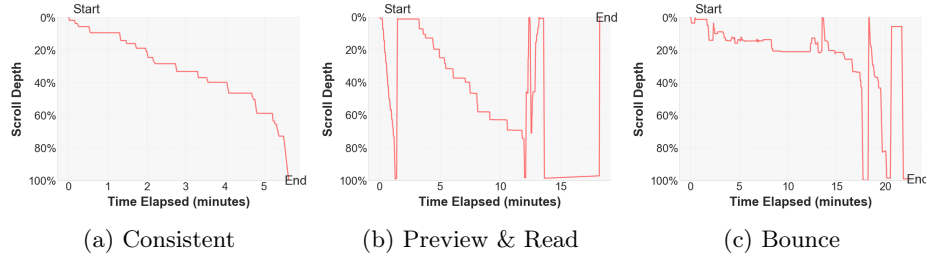 Start
0%
20%
40%
60%
80%
100%
Scroll Depth
End
0 1 2 3 4 5
Time Elapsed (minutes)
(a) Consistent
Start
End
0%
20%
40%
60%
80%
100%
Scroll Depth
0 5 10 15
Time Elapsed (minutes)
(b) Preview & Read
Start
0%
20%
40%
60%
80%
100%
Scroll Depth
End
0 5 10 15 20
Time Elapsed (minutes)
(c) Bounce